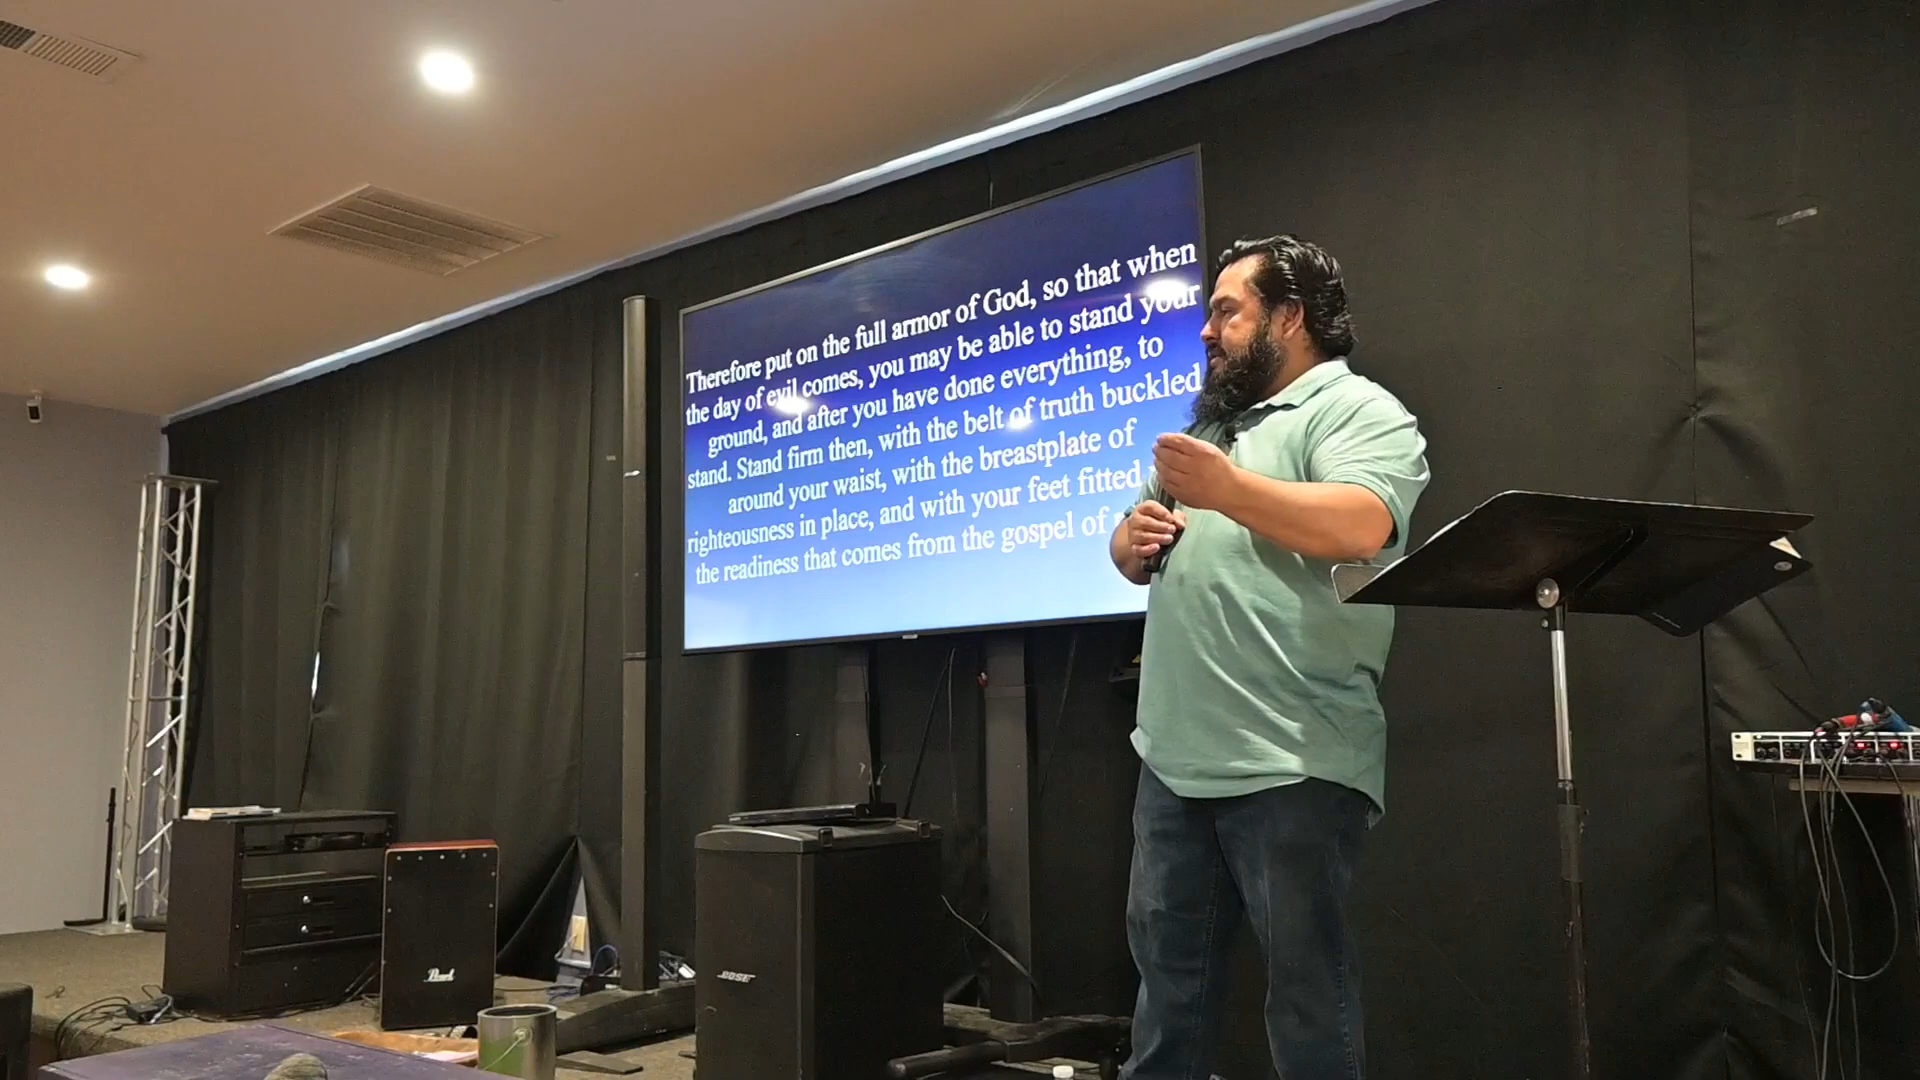 Therefore put on the full armor of God, so that when
the day of evil comes, you may be able to stand your
ground, and after you have done everything, to
stand. Stand firm then, with the belt of truth buckled
around your waist, with the breastplate of
righteousness in place, and with your feet fitted
the readiness that comes from the gospel of
BOSE
Pearl